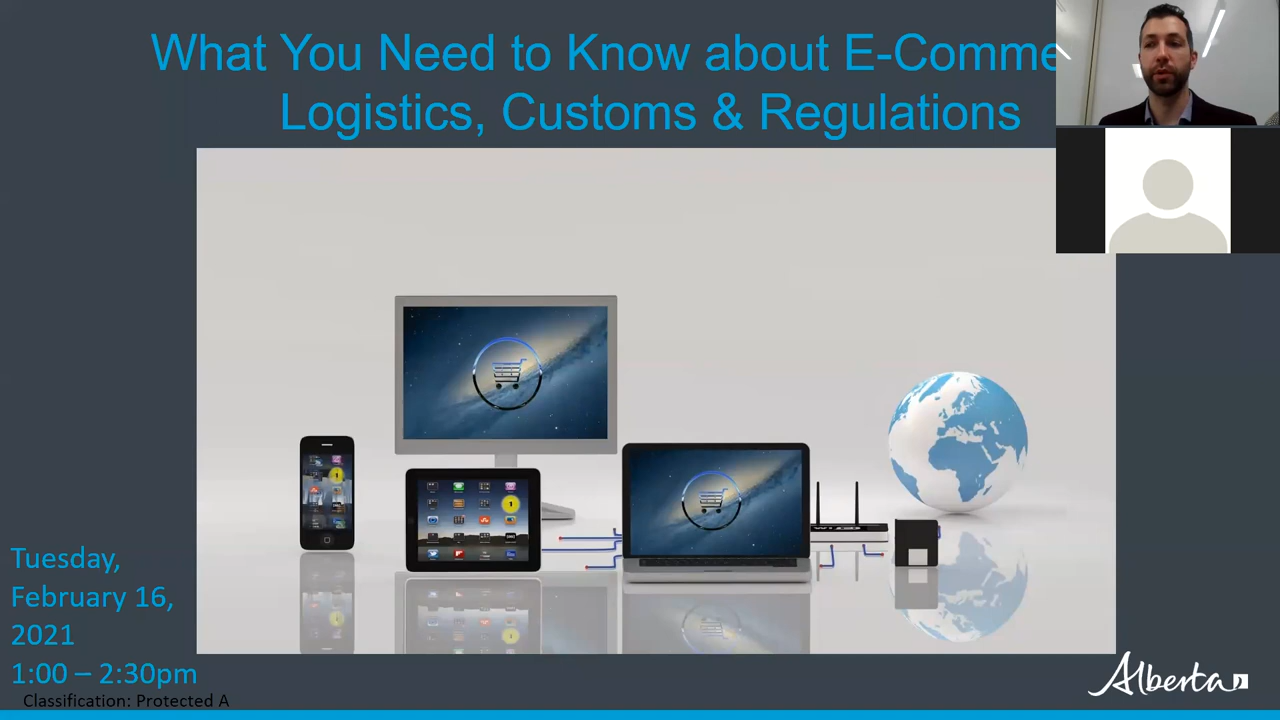 What You Need to Know about E-Comme
Logistics, Customs & Regulations
Tuesday,
February 16,
2021
1:00 – 2:30pm
Classification: Protected A
Alberta